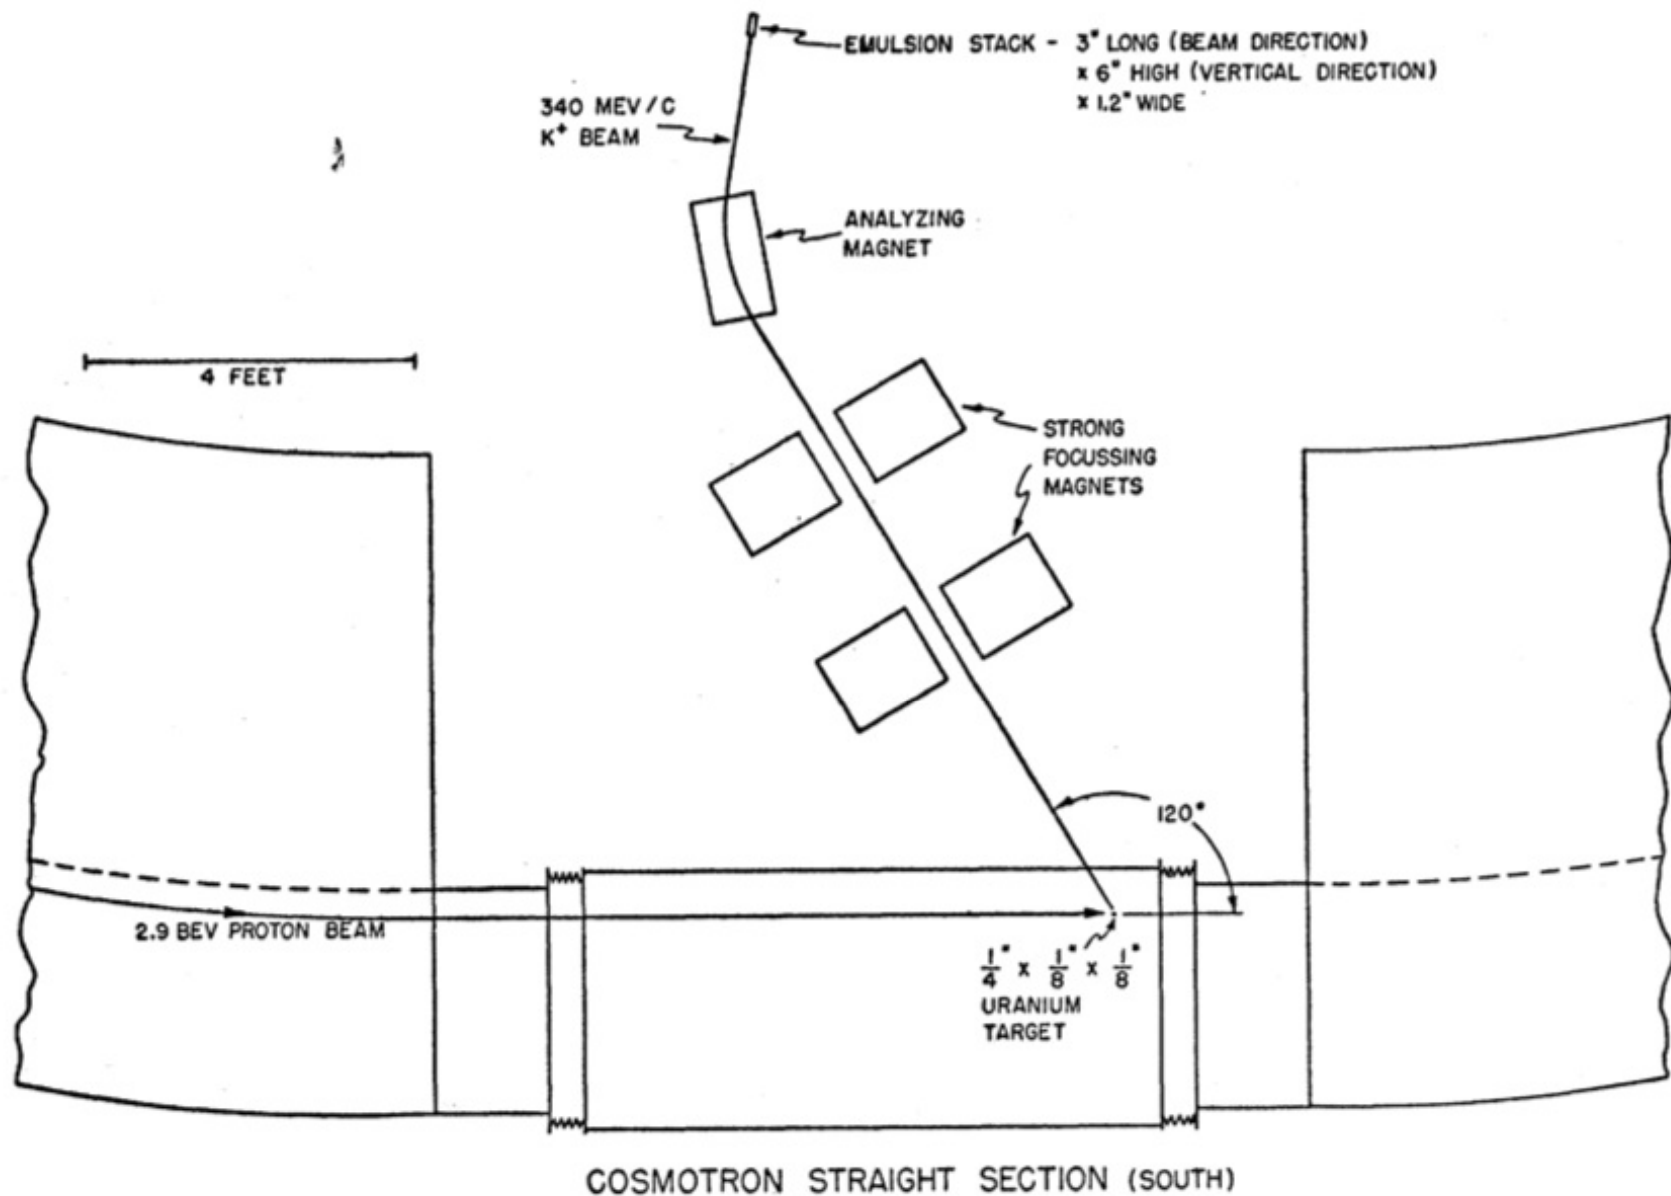 EMULSION STACK - 3" LONG (BEAM DIRECTION)
x 6" HIGH (VERTICAL DIRECTION)
x 1.2" WIDE
340 MEV/C
K⁺ BEAM
ANALYZING
MAGNET
4 FEET
STRONG
FOCUSSING
MAGNETS
120°
2.9 BEV PROTON BEAM
1/4" x 1/8" x 1/8"
URANIUM
TARGET
COSMOTRON STRAIGHT SECTION (SOUTH)